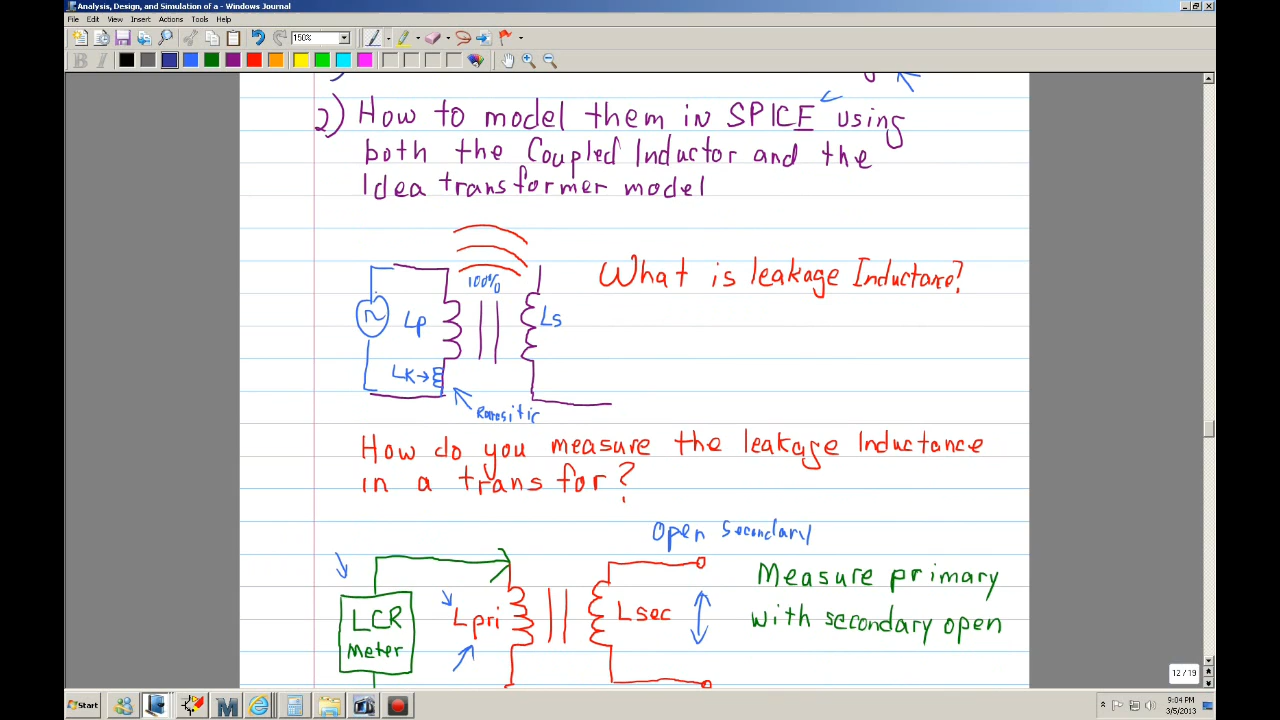 Analysis, Design, and Simulation of a - Windows Journal
File Edit View Insert Actions Tools Help
150%
B I
2) How to model them in SPICE using
both the Coupled Inductor and the
Idea transformer model
100%
What is leakage Inductance?
Lp
Ls
LK→
Parasitic
How do you measure the leakage Inductance
in a transfor?
Open Secondary
Measure primary
with secondary open
LCR
Meter
Lpri
Lsec
12 / 19
Start
9:04 PM
3/5/2013